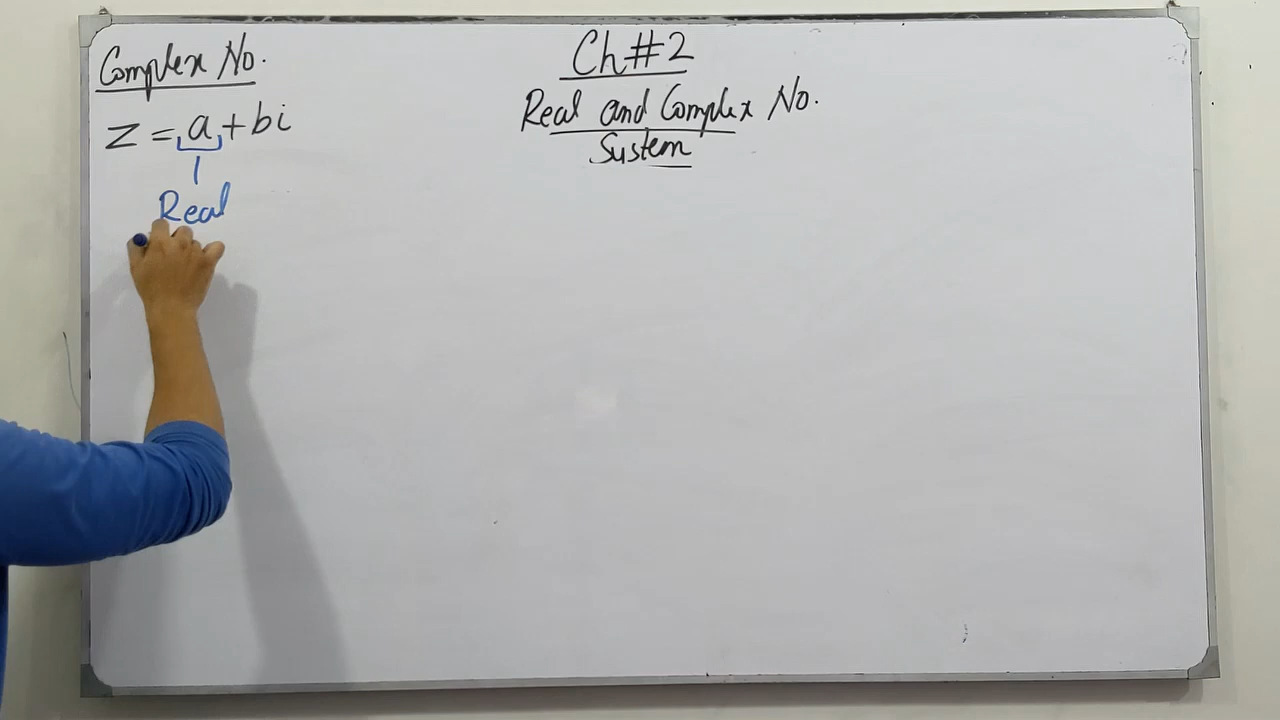 Ch#2
Real and Complex No.
System
Complex No.
Z = a + bi
Real